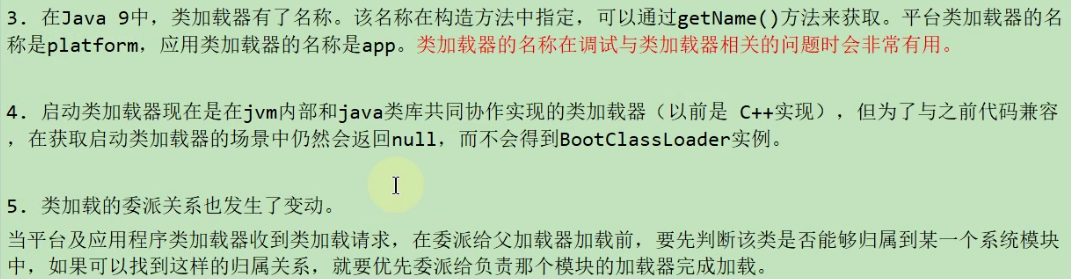 3. 在Java 9中，类加载器有了名称。该名称在构造方法中指定，可以通过getName()方法来获取。平台类加载器的名
称是platform，应用类加载器的名称是app。类加载器的名称在调试与类加载器相关的问题时会非常有用。
4. 启动类加载器现在是在jvm内部和java类库共同协作实现的类加载器（以前是 C++实现），但为了与之前代码兼容
，在获取启动类加载器的场景中仍然会返回null，而不会得到BootClassLoader实例。
5. 类加载的委派关系也发生了变动。
当平台及应用程序类加载器收到类加载请求，在委派给父加载器加载前，要先判断该类是否能够归属到某一个系统模块
中，如果可以找到这样的归属关系，就要优先委派给负责那个模块的加载器完成加载。